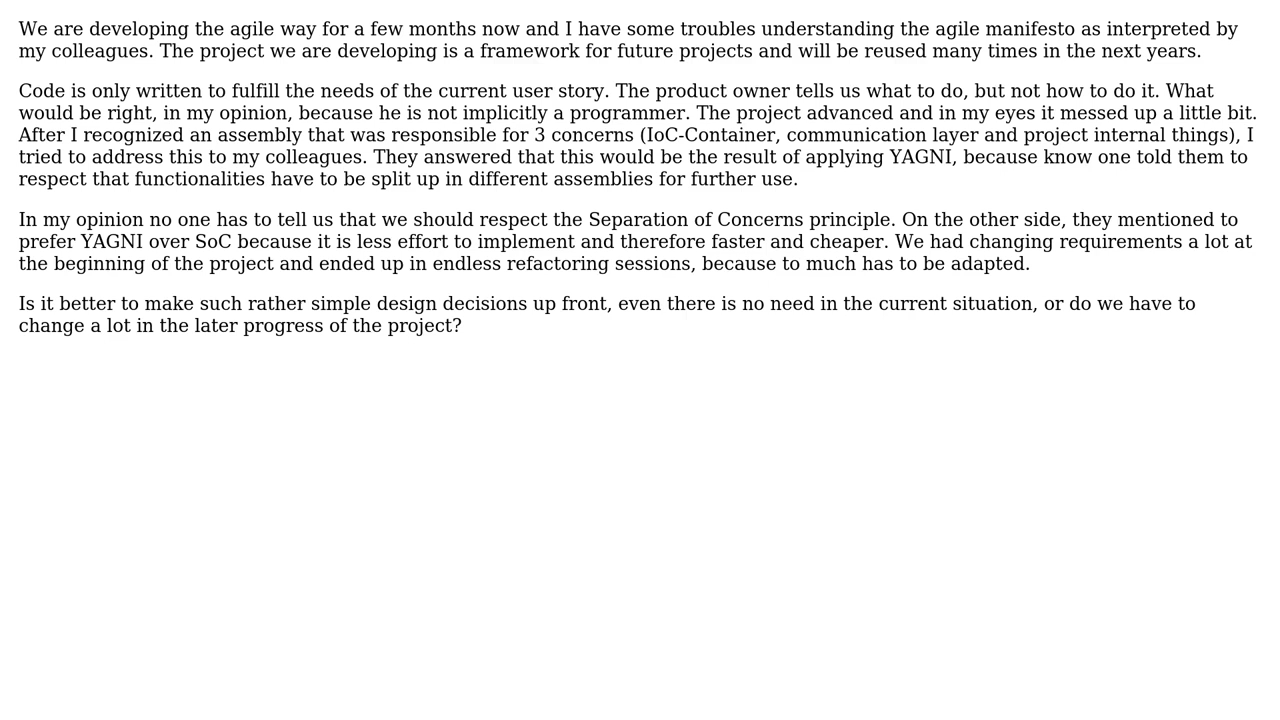 We are developing the agile way for a few months now and I have some troubles understanding the agile manifesto as interpreted by
my colleagues. The project we are developing is a framework for future projects and will be reused many times in the next years.
Code is only written to fulfill the needs of the current user story. The product owner tells us what to do, but not how to do it. What
would be right, in my opinion, because he is not implicitly a programmer. The project advanced and in my eyes it messed up a little bit.
After I recognized an assembly that was responsible for 3 concerns (IoC-Container, communication layer and project internal things), I
tried to address this to my colleagues. They answered that this would be the result of applying YAGNI, because know one told them to
respect that functionalities have to be split up in different assemblies for further use.
In my opinion no one has to tell us that we should respect the Separation of Concerns principle. On the other side, they mentioned to
prefer YAGNI over SoC because it is less effort to implement and therefore faster and cheaper. We had changing requirements a lot at
the beginning of the project and ended up in endless refactoring sessions, because to much has to be adapted.
Is it better to make such rather simple design decisions up front, even there is no need in the current situation, or do we have to
change a lot in the later progress of the project?